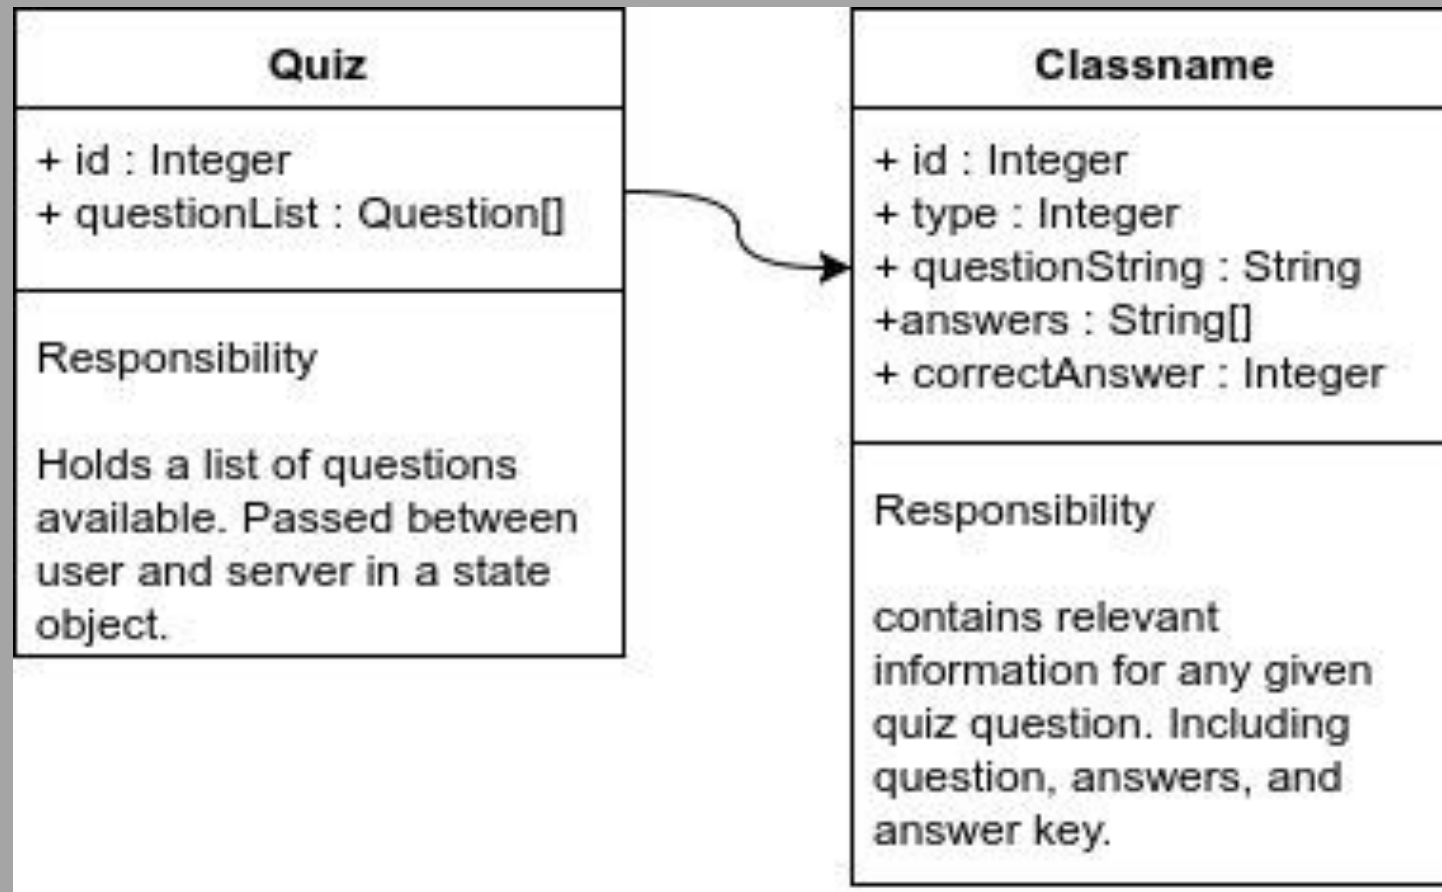 Quiz
+ id : Integer
+ questionList : Question[]
Responsibility
Holds a list of questions
available. Passed between
user and server in a state
object.
Classname
+ id : Integer
+ type : Integer
+ questionString : String
+answers : String[]
+ correctAnswer : Integer
Responsibility
contains relevant
information for any given
quiz question. Including
question, answers, and
answer key.